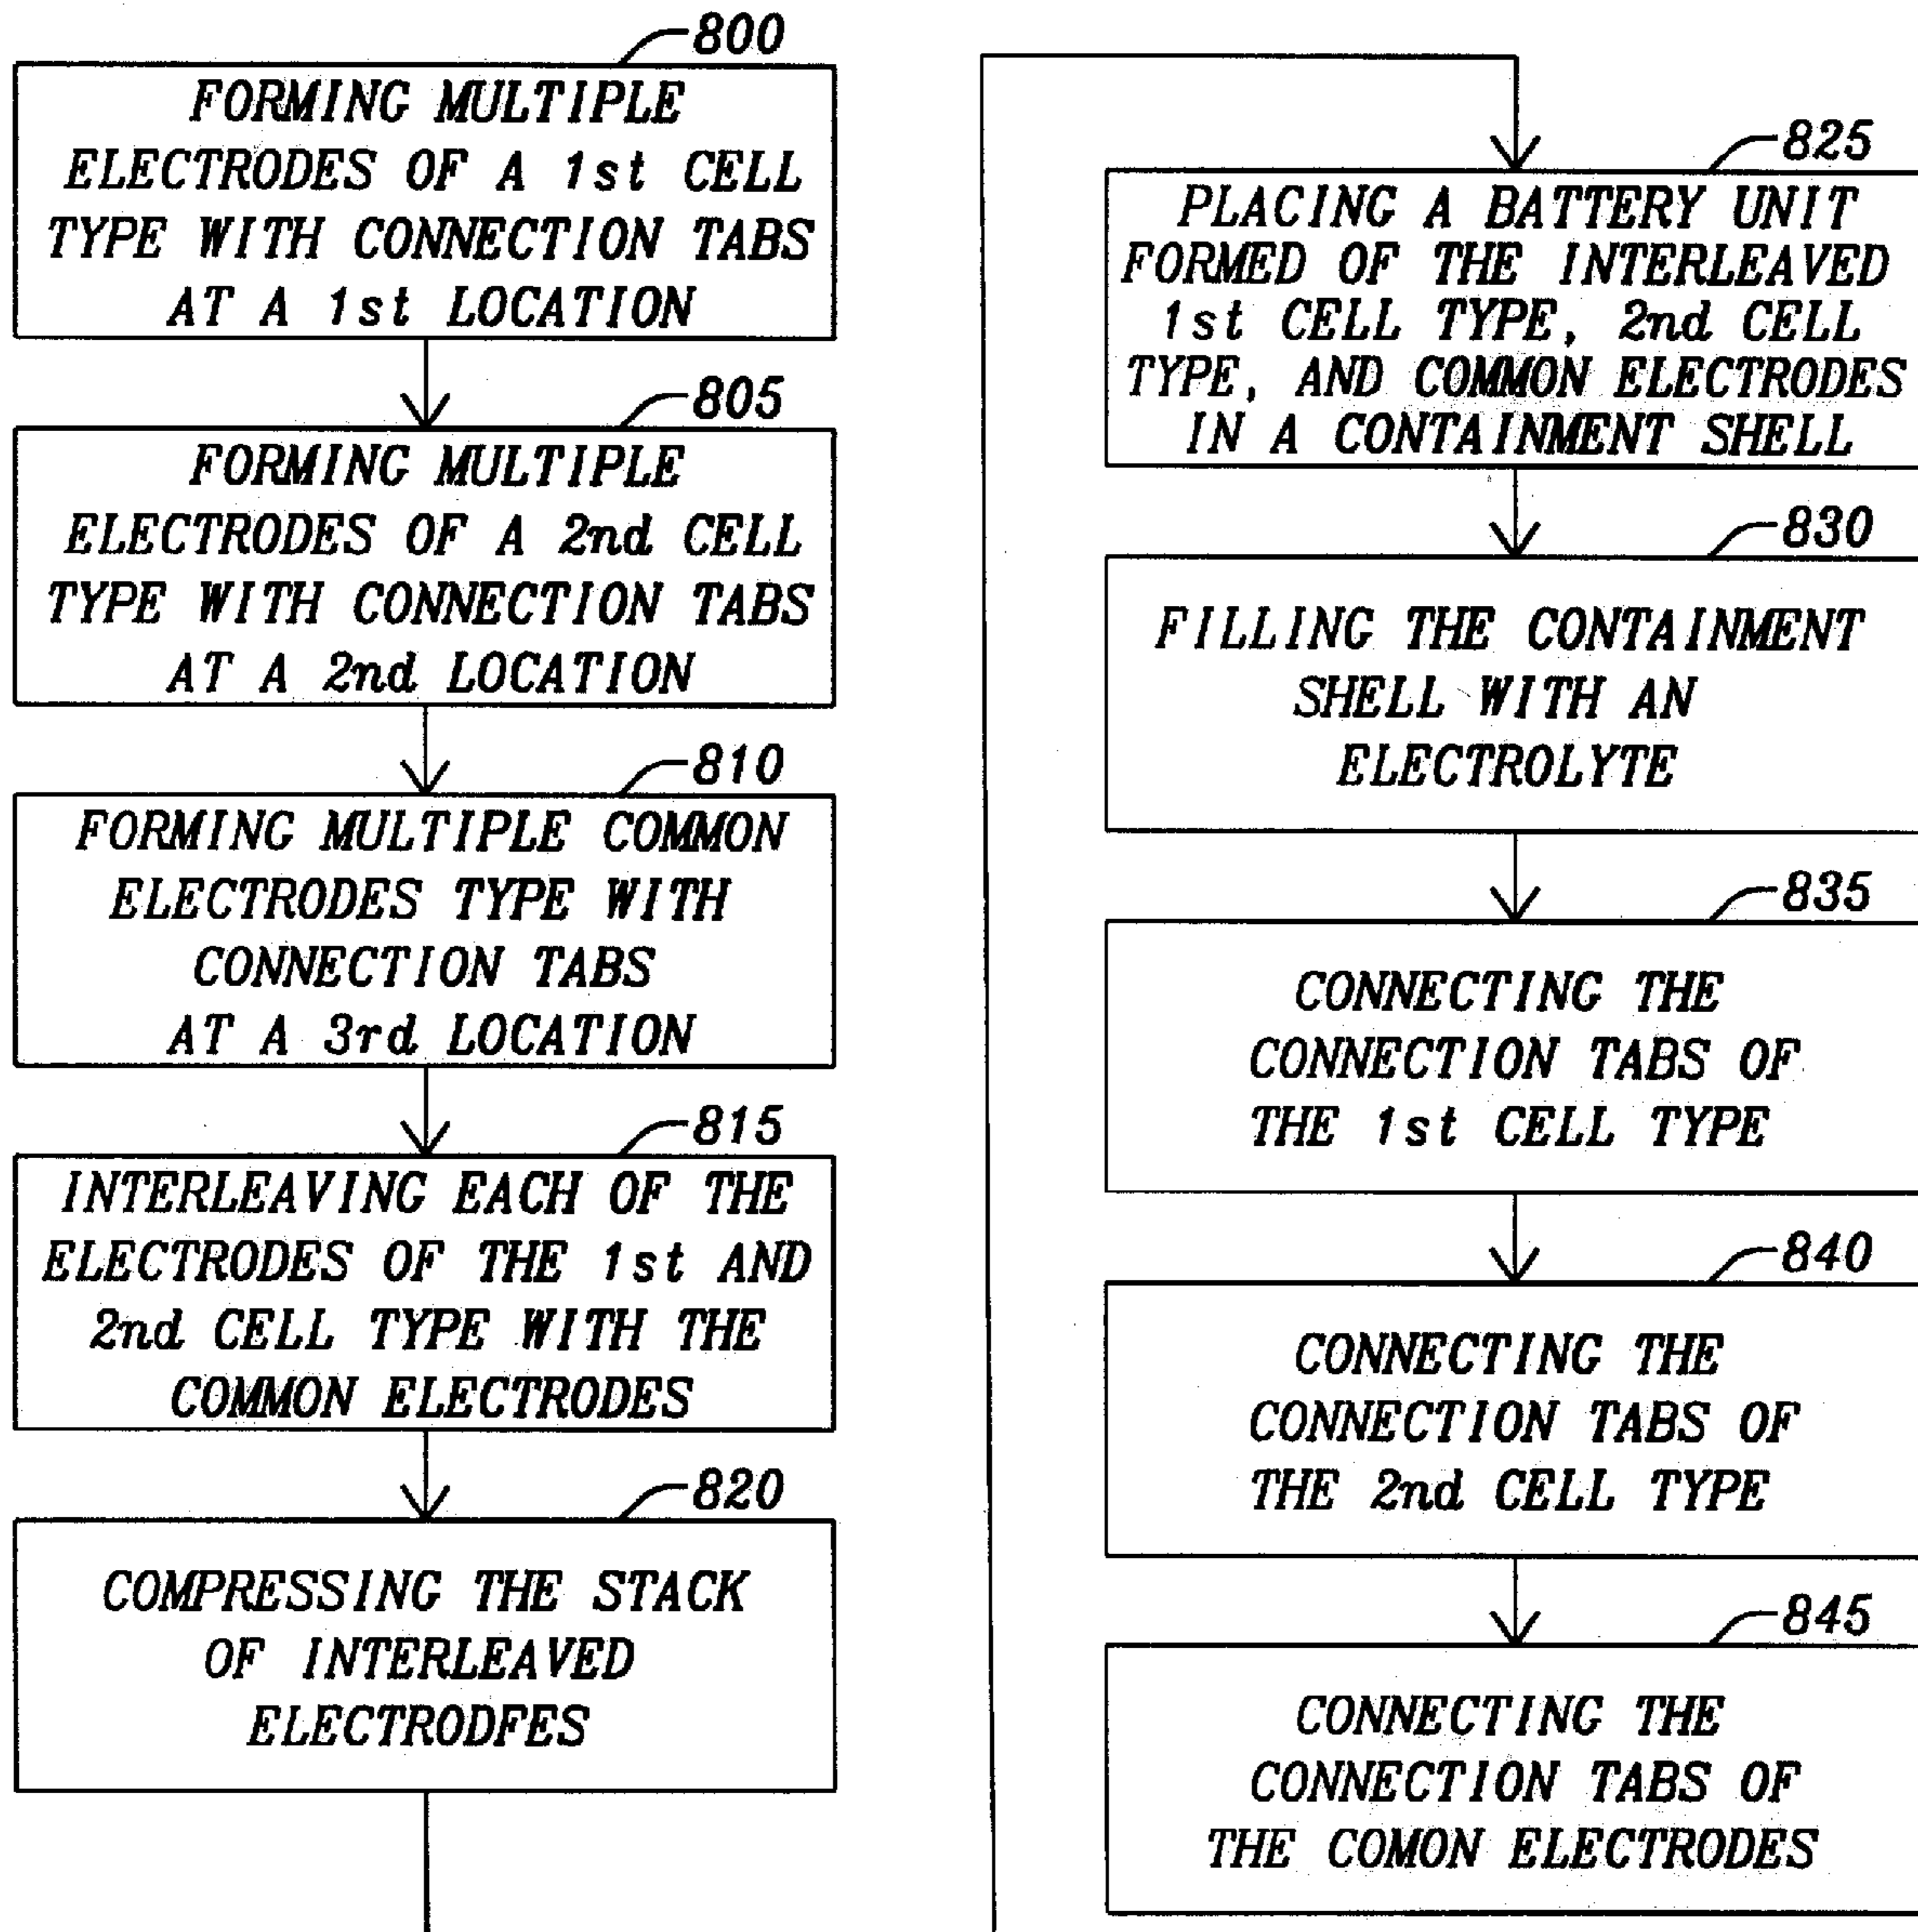 800
FORMING MULTIPLE
ELECTRODES OF A 1st CELL
TYPE WITH CONNECTION TABS
AT A 1st LOCATION
805
FORMING MULTIPLE
ELECTRODES OF A 2nd CELL
TYPE WITH CONNECTION TABS
AT A 2nd LOCATION
810
FORMING MULTIPLE COMMON
ELECTRODES TYPE WITH
CONNECTION TABS
AT A 3rd LOCATION
815
INTERLEAVING EACH OF THE
ELECTRODES OF THE 1st AND
2nd CELL TYPE WITH THE
COMMON ELECTRODES
820
COMPRESSING THE STACK
OF INTERLEAVED
ELECTRODFES
825
PLACING A BATTERY UNIT
FORMED OF THE INTERLEAVED
1st CELL TYPE, 2nd CELL
TYPE, AND COMMON ELECTRODES
IN A CONTAINMENT SHELL
830
FILLING THE CONTAINMENT
SHELL WITH AN
ELECTROLYTE
835
CONNECTING THE
CONNECTION TABS OF
THE 1st CELL TYPE
840
CONNECTING THE
CONNECTION TABS OF
THE 2nd CELL TYPE
845
CONNECTING THE
CONNECTION TABS OF
THE COMON ELECTRODES